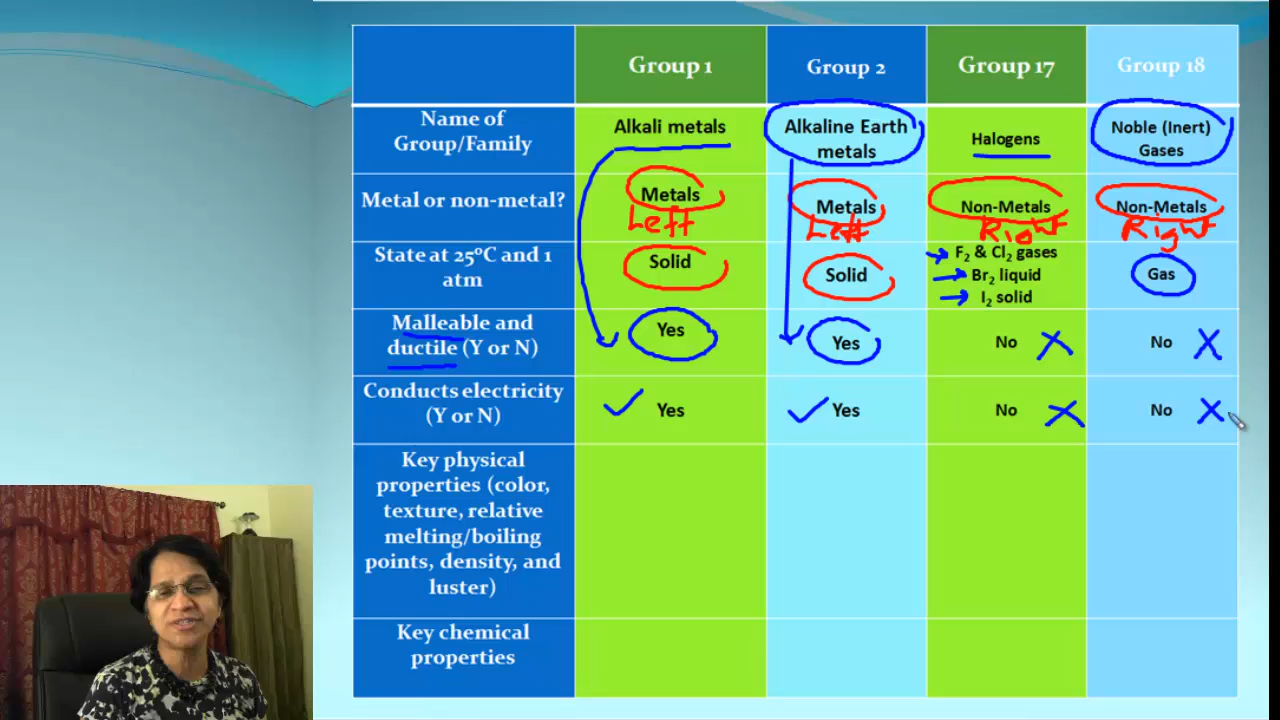 Group 1
Group 2
Group 17
Group 18
Name of
Group/Family
Alkali metals
Alkaline Earth
metals
Halogens
Noble (Inert)
Gases
Metal or non-metal?
Metals
Left
Metals
Left
Non-Metals
Right
Non-Metals
Right
State at 25°C and 1
atm
Solid
Solid
F₂ & Cl₂ gases
Br₂ liquid
I₂ solid
Gas
Malleable and
ductile (Y or N)
Yes
Yes
No
No
Conducts electricity
(Y or N)
Yes
Yes
No
No
Key physical
properties (color,
texture, relative
melting/boiling
points, density, and
luster)
Key chemical
properties